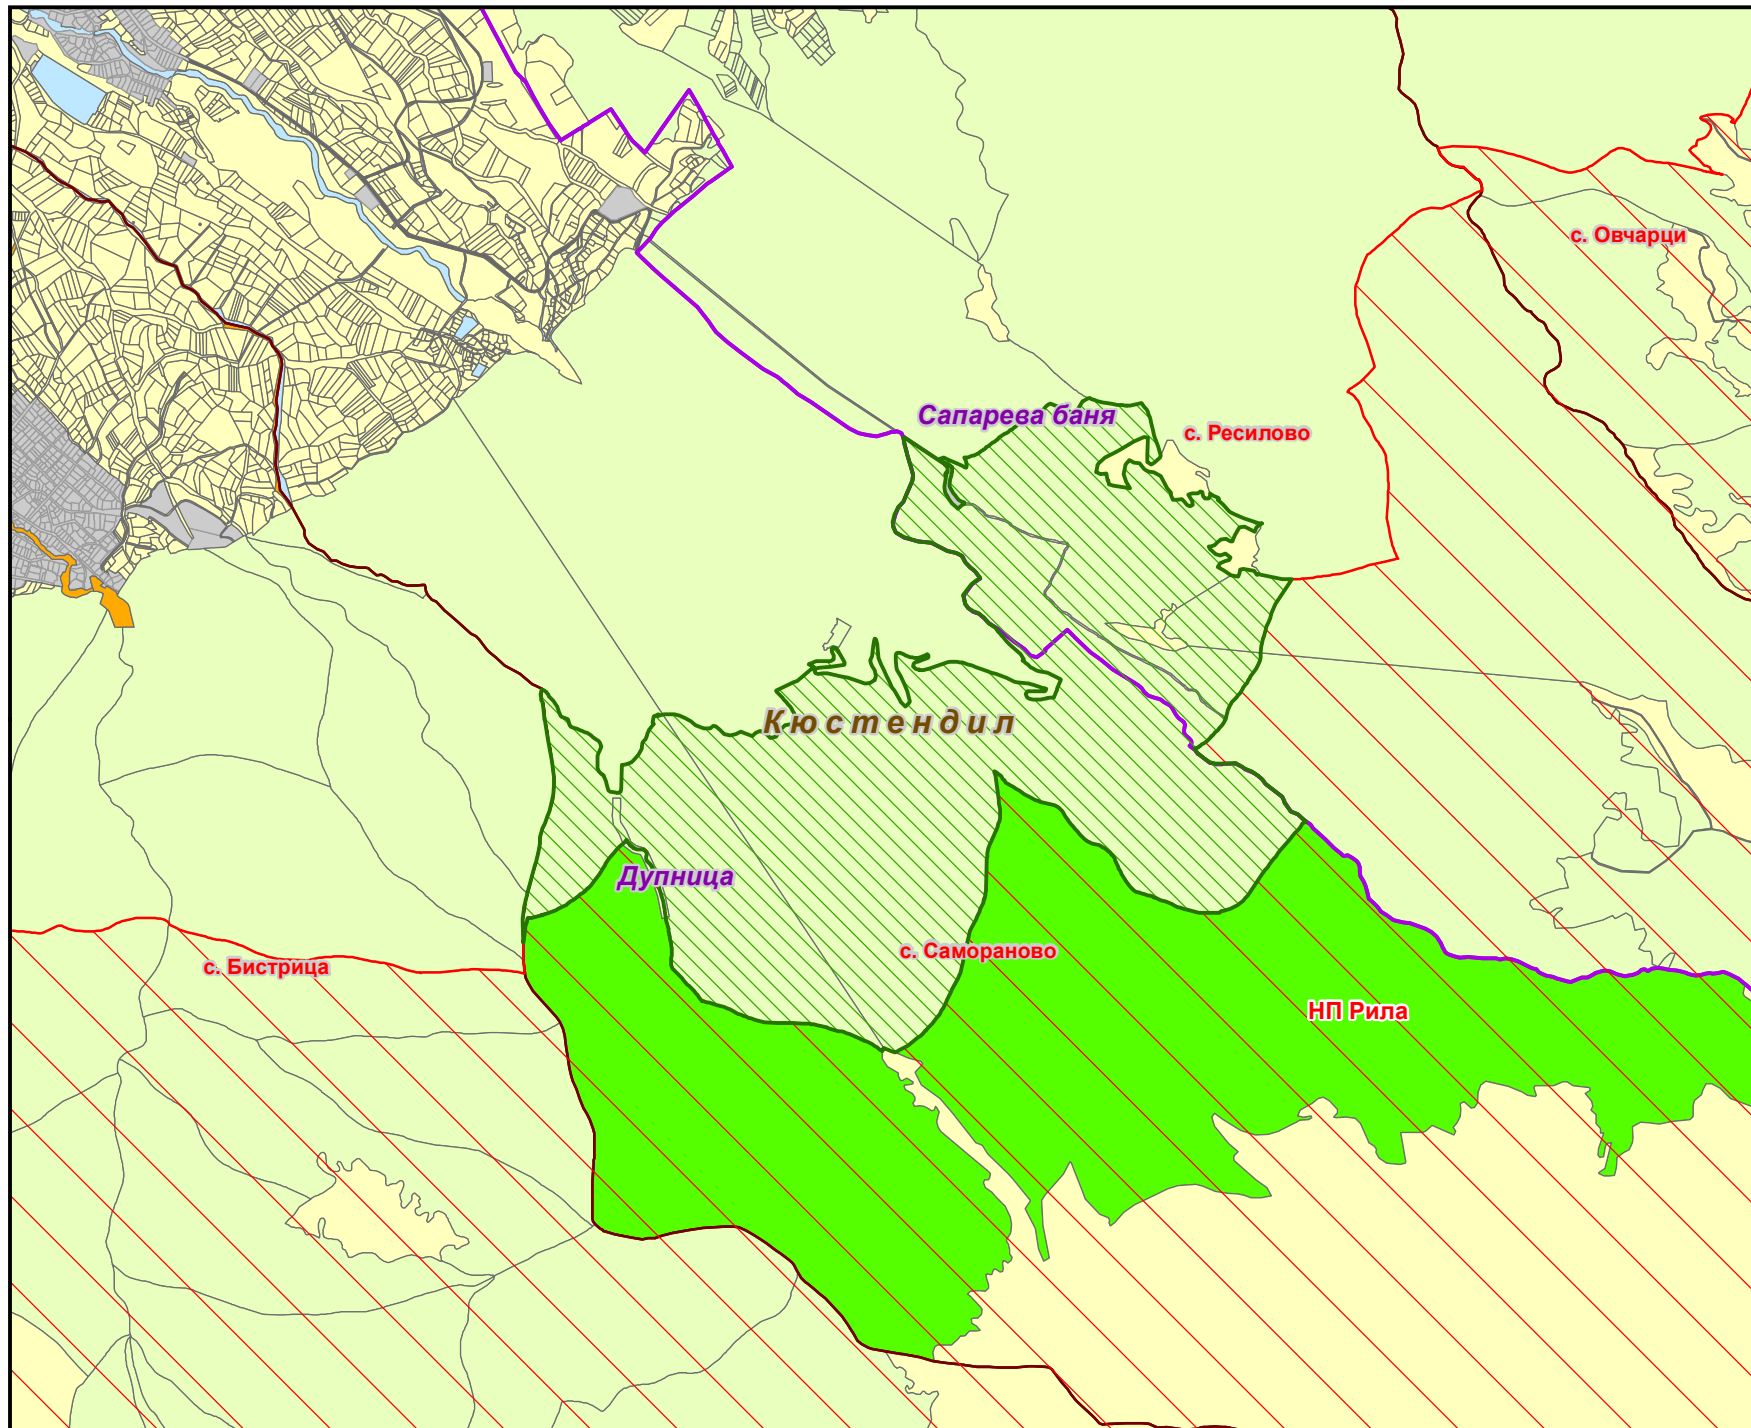 с. Овчарци
Сапарева баня
с. Ресилово
Кюстендил
Дупница
с. Самораново
с. Бистрица
НП Рила